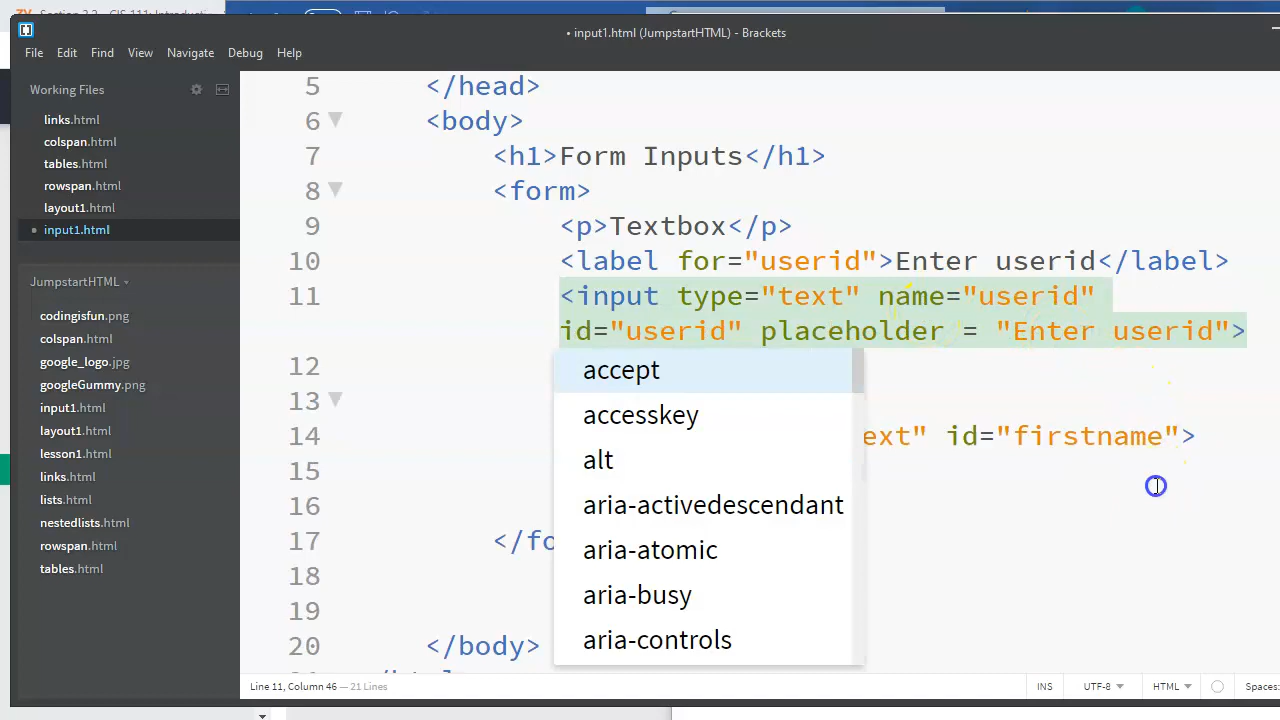 Section 3.2 - CIS 111: Introducti
• input1.html (JumpstartHTML) - Brackets
File Edit Find View Navigate Debug Help
Working Files
links.html
colspan.html
tables.html
rowspan.html
layout1.html
• input1.html
JumpstartHTML
codingisfun.png
colspan.html
google_logo.jpg
googleGummy.png
input1.html
layout1.html
lesson1.html
links.html
lists.html
nestedlists.html
rowspan.html
tables.html
5 </head>
6 <body>
7 <h1>Form Inputs</h1>
8 <form>
9 <p>Textbox</p>
10 <label for="userid">Enter userid</label>
11 <input type="text" name="userid"
id="userid" placeholder = "Enter userid">
12
13
14 ext" id="firstname">
15
16
17 </fo
18
19
20 </body>
accept
accesskey
alt
aria-activedescendant
aria-atomic
aria-busy
aria-controls
Line 11, Column 46 — 21 Lines
INS UTF-8 HTML Spaces: